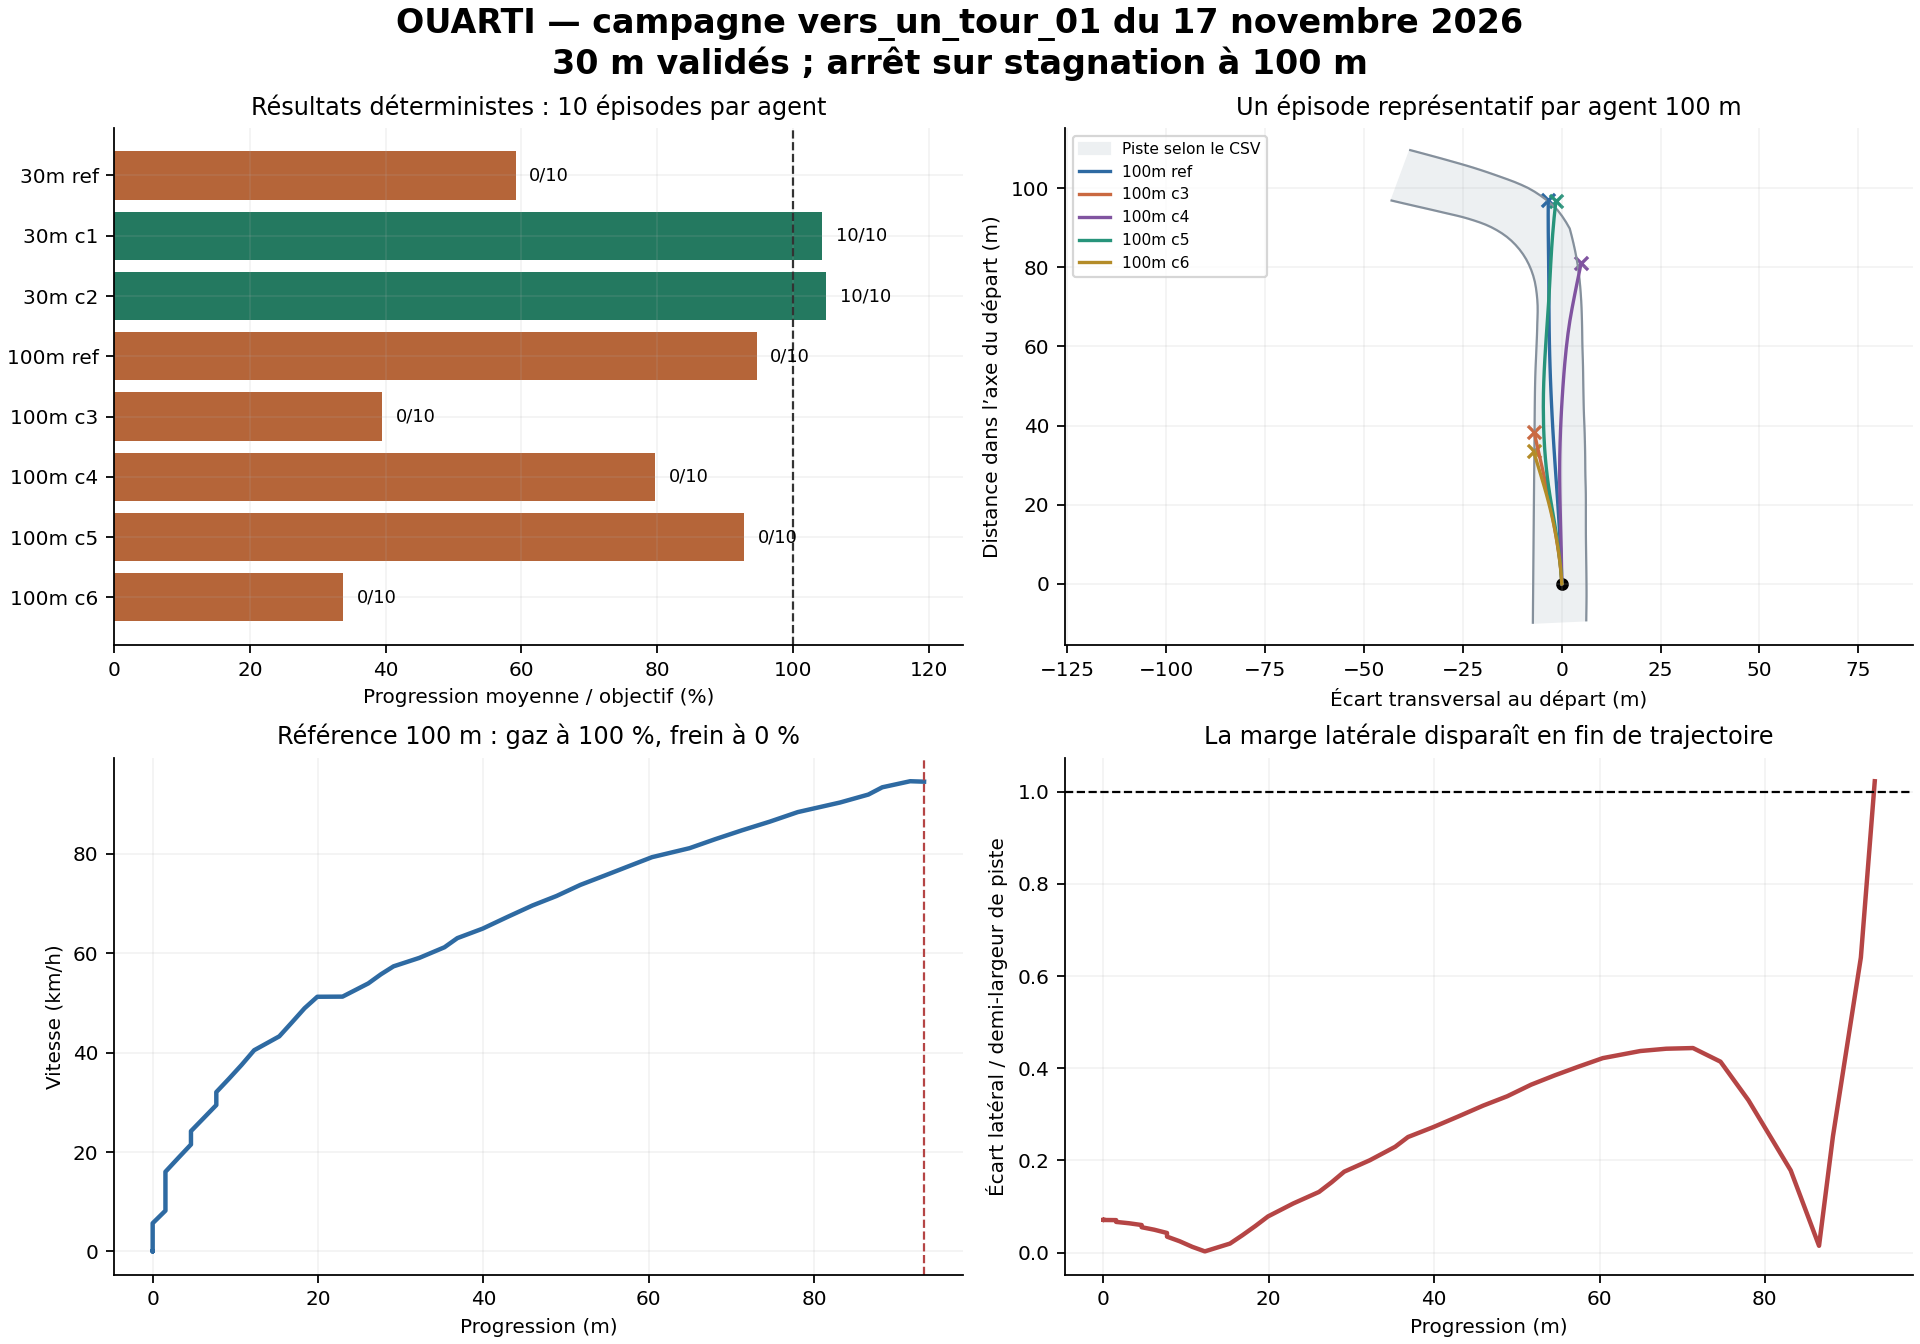 OUARTI — campagne vers_un_tour_01 du 17 novembre 2026
30 m validés ; arrêt sur stagnation à 100 m
Résultats déterministes : 10 épisodes par agent
30m ref
30m c1
30m c2
100m ref
100m c3
100m c4
100m c5
100m c6
0/10
10/10
10/10
0/10
0/10
0/10
0/10
0/10
0
20
40
60
80
100
120
Progression moyenne / objectif (%)
Un épisode représentatif par agent 100 m
Piste selon le CSV
100m ref
100m c3
100m c4
100m c5
100m c6
Distance dans l’axe du départ (m)
100
80
60
40
20
0
−125
−100
−75
−50
−25
0
25
50
75
Écart transversal au départ (m)
Référence 100 m : gaz à 100 %, frein à 0 %
Vitesse (km/h)
80
60
40
20
0
0
20
40
60
80
Progression (m)
La marge latérale disparaît en fin de trajectoire
Écart latéral / demi-largeur de piste
1.0
0.8
0.6
0.4
0.2
0.0
0
20
40
60
80
Progression (m)